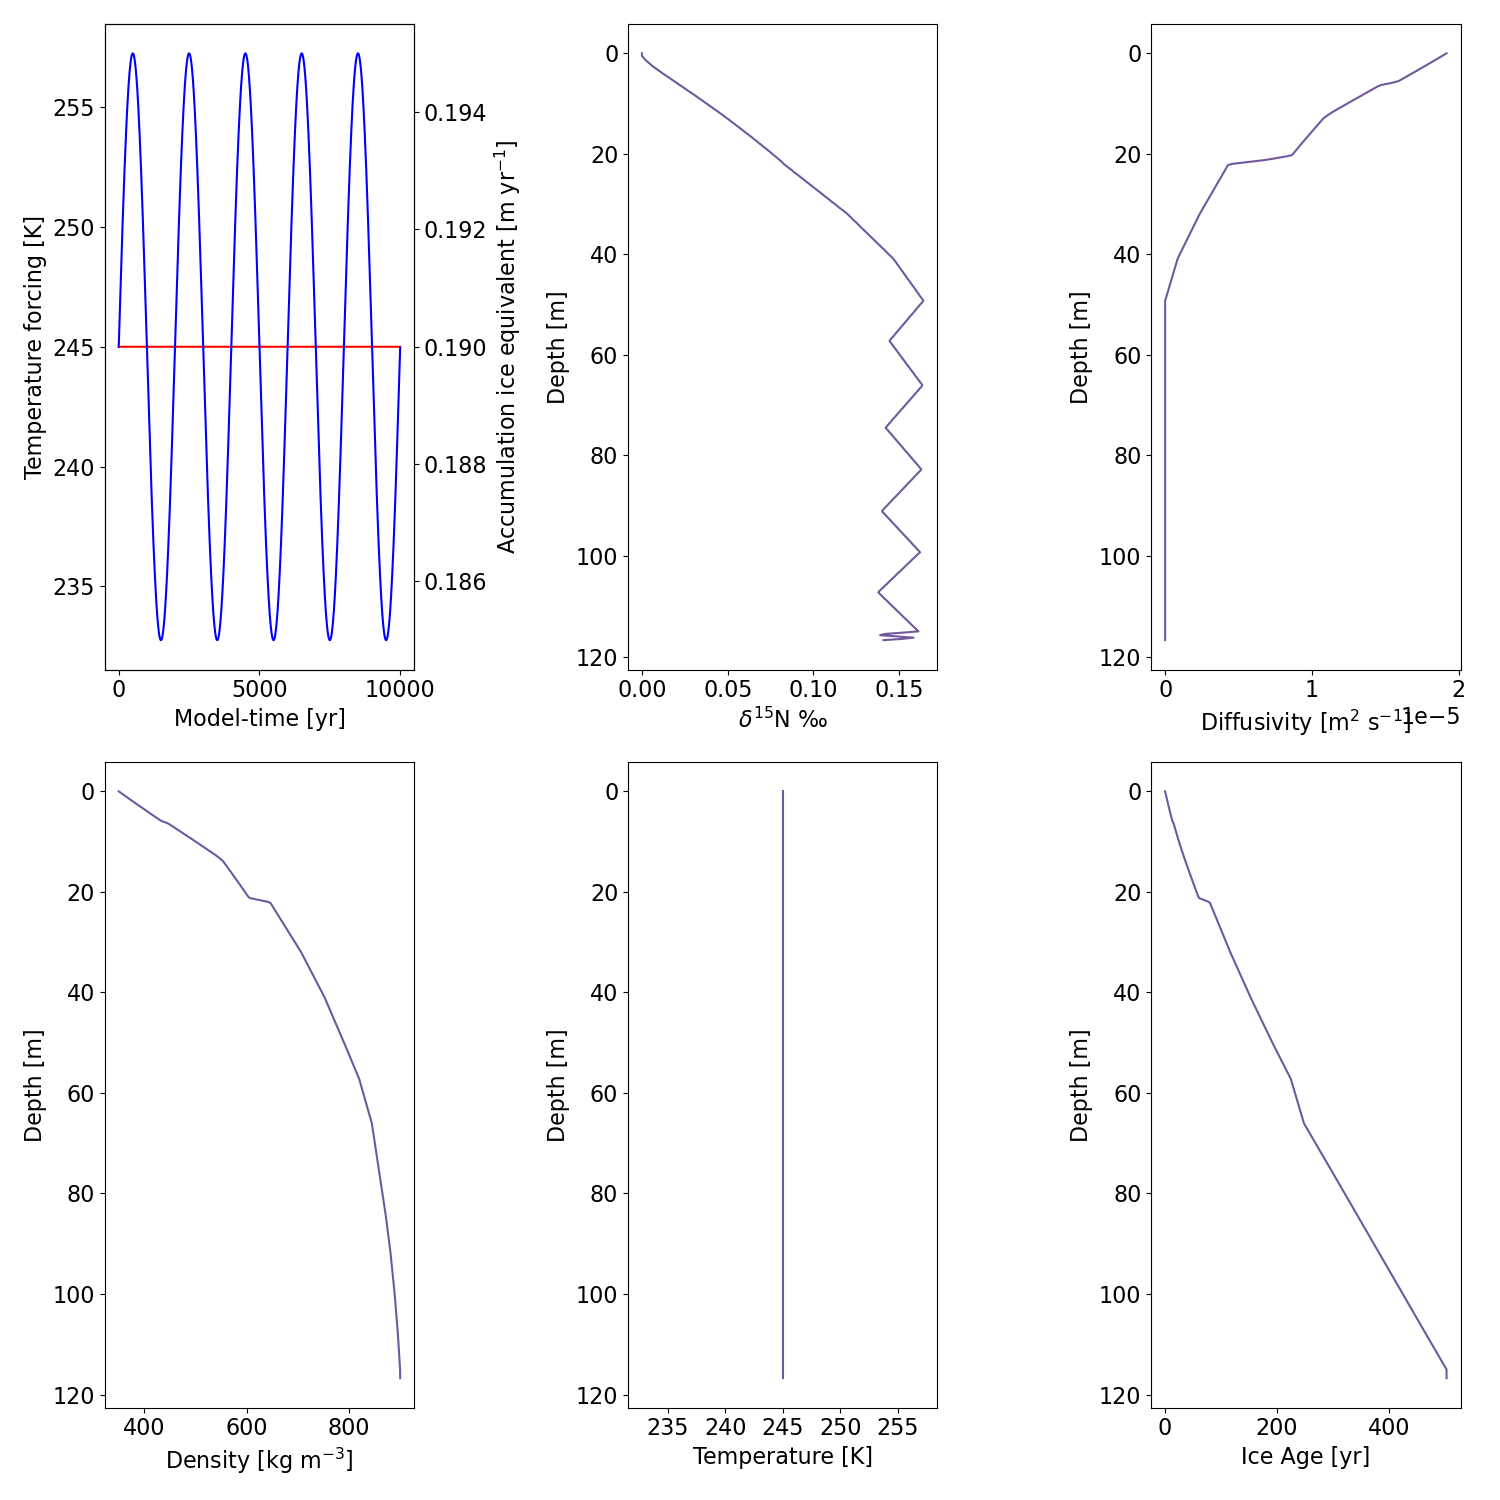 Temperature forcing [K]
255
250
245
240
235
0 5000 10000
Model-time [yr]
0.194
0.192
0.190
0.188
0.186
Accumulation ice equivalent [m yr⁻¹]
Depth [m]
0
20
40
60
80
100
120
0.00 0.05 0.10 0.15
δ¹⁵N ‰
Depth [m]
0
20
40
60
80
100
120
0 1 2
Diffusivity [m² s⁻¹]
1e−5
Depth [m]
0
20
40
60
80
100
120
400 600 800
Density [kg m⁻³]
Depth [m]
0
20
40
60
80
100
120
235 240 245 250 255
Temperature [K]
Depth [m]
0
20
40
60
80
100
120
0 200 400
Ice Age [yr]